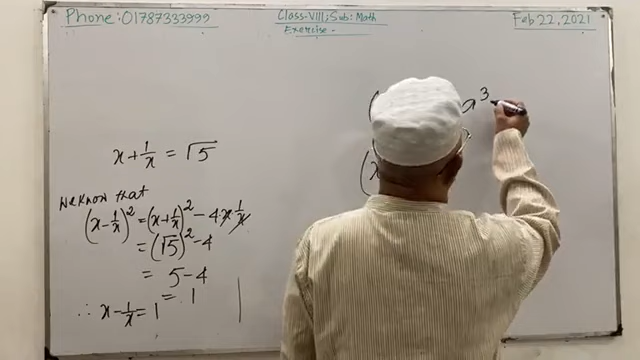 Phone: 01787333999
Class-VIII; Sub: Math
Exercise-
Feb 22, 2021
x + 1/x = √5
We know that
(x - 1/x)² = (x + 1/x)² - 4·x·1/x
= (√5)² - 4
= 5 - 4
= 1
∴ x - 1/x = 1
(
3
(x